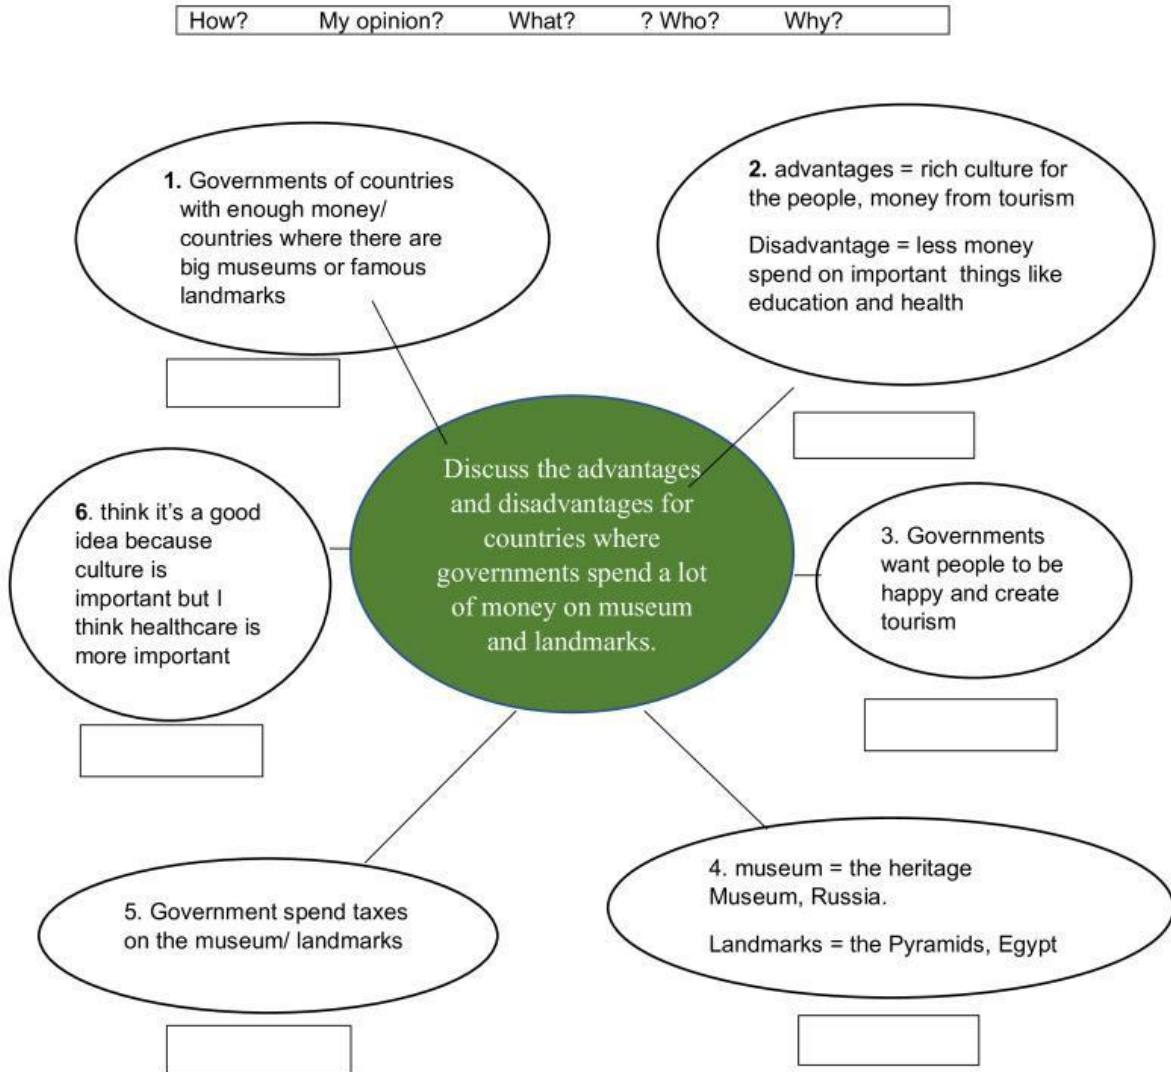 How? My opinion? What? ? Who? Why?
1. Governments of countries
with enough money/
countries where there are
big museums or famous
landmarks
2. advantages = rich culture for
the people, money from tourism
Disadvantage = less money
spend on important things like
education and health
Discuss the advantages
and disadvantages for
countries where
governments spend a lot
of money on museum
and landmarks.
3. Governments
want people to be
happy and create
tourism
4. museum = the heritage
Museum, Russia.
Landmarks = the Pyramids, Egypt
5. Government spend taxes
on the museum/ landmarks
6. think it's a good
idea because
culture is
important but I
think healthcare is
more important